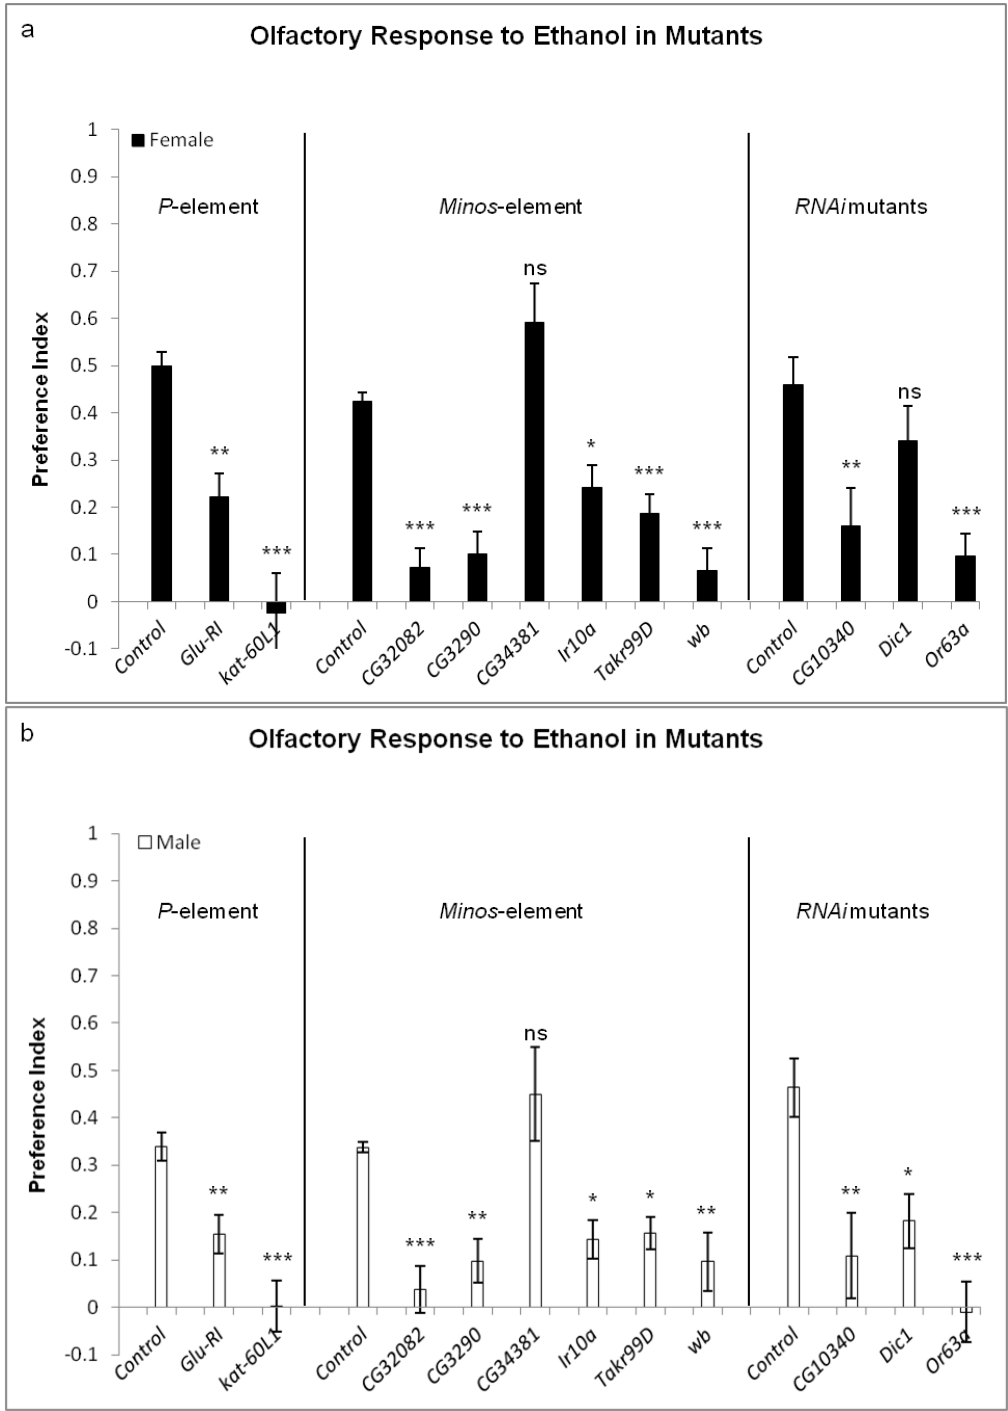 a
Olfactory Response to Ethanol in Mutants
1
0.9
0.8
0.7
0.6
0.5
0.4
0.3
0.2
0.1
0
-0.1
Preference Index
Female
P-element
Minos-element
RNAi mutants
**
***
***
***
ns
*
***
***
**
ns
***
Control
Glu-RI
kat-60L1
Control
CG32082
CG3290
CG34381
Ir10a
Takr99D
wb
Control
CG10340
Dic1
Or63a
b
Olfactory Response to Ethanol in Mutants
1
0.9
0.8
0.7
0.6
0.5
0.4
0.3
0.2
0.1
0
-0.1
Preference Index
Male
P-element
Minos-element
RNAi mutants
**
***
***
**
ns
*
*
**
**
*
***
Control
Glu-RI
kat-60L1
Control
CG32082
CG3290
CG34381
Ir10a
Takr99D
wb
Control
CG10340
Dic1
Or63a